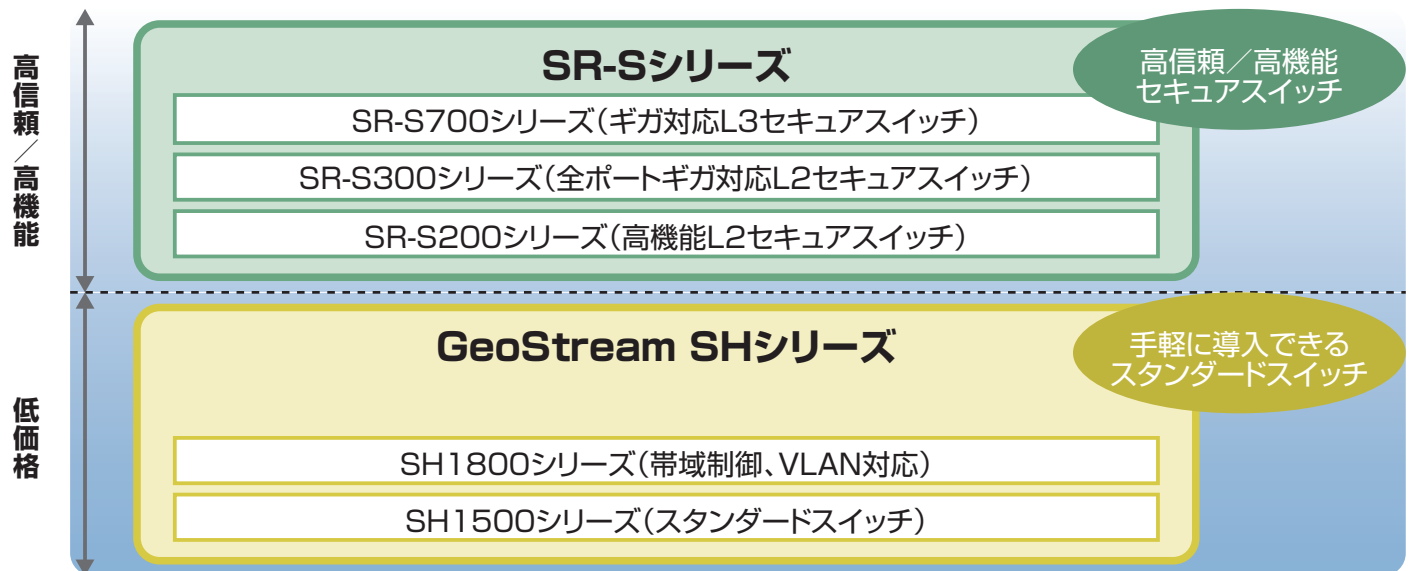 高信頼／高機能
SR-Sシリーズ
高信頼／高機能
セキュアスイッチ
SR-S700シリーズ（ギガ対応L3セキュアスイッチ）
SR-S300シリーズ（全ポートギガ対応L2セキュアスイッチ）
SR-S200シリーズ（高機能L2セキュアスイッチ）
低価格
GeoStream SHシリーズ
手軽に導入できる
スタンダードスイッチ
SH1800シリーズ（帯域制御、VLAN対応）
SH1500シリーズ（スタンダードスイッチ）